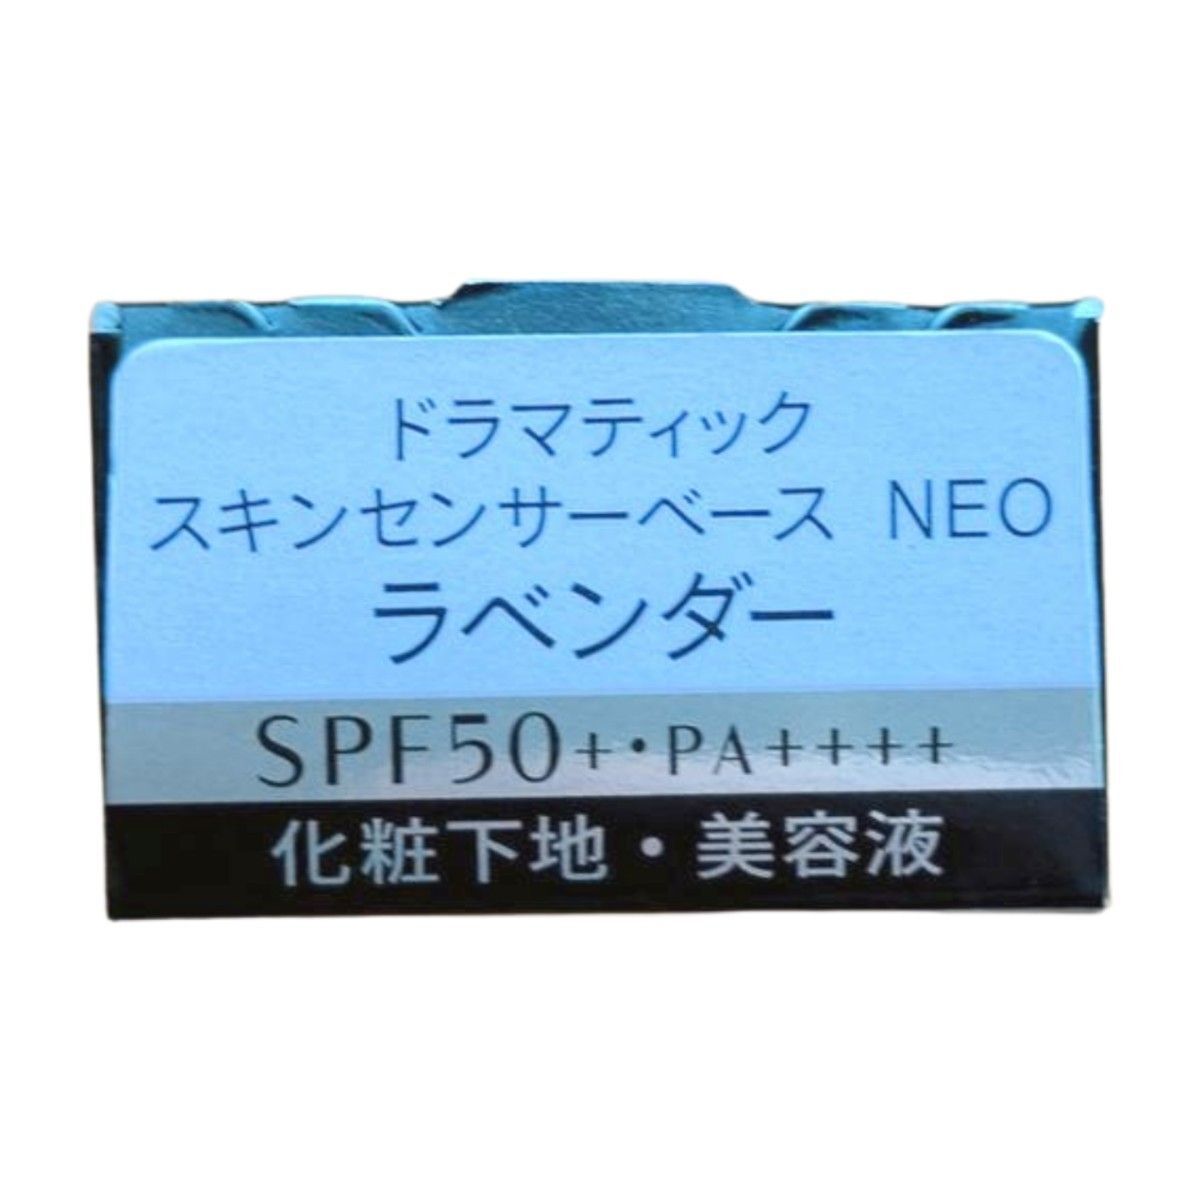 ドラマティック
スキンセンサーベース NEO
ラベンダー
SPF50+・PA++++
化粧下地・美容液